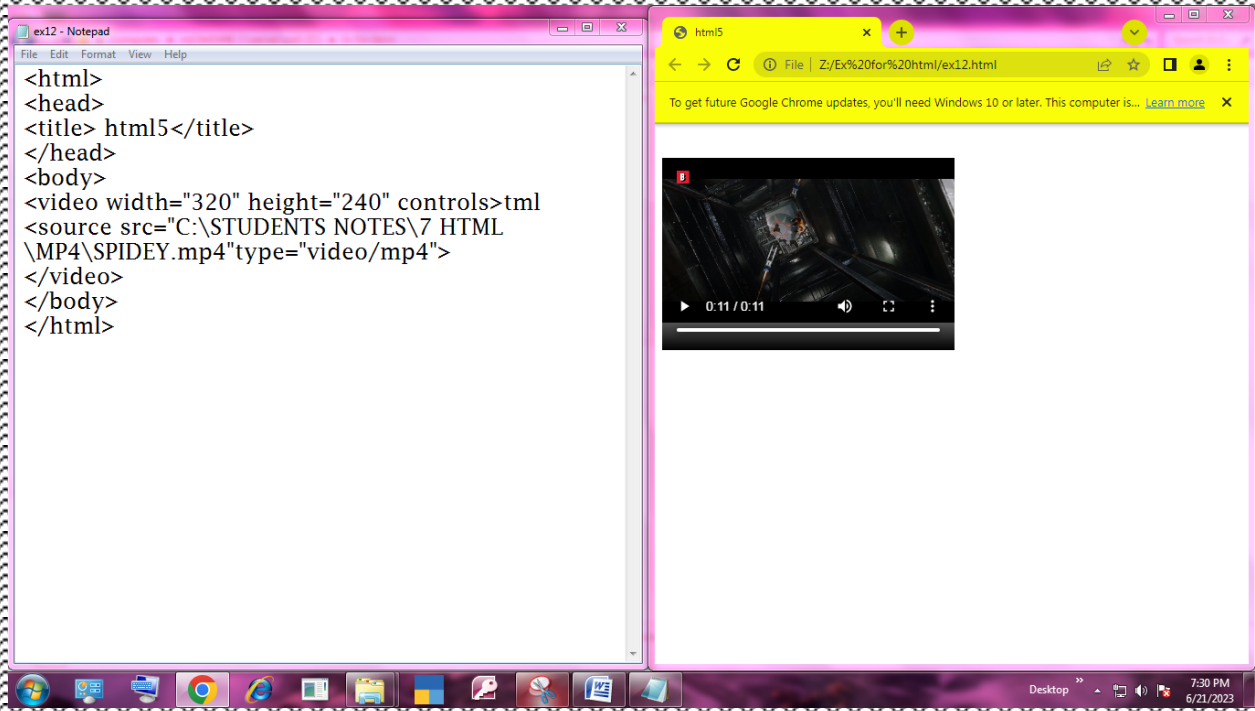 ex12 - Notepad
File Edit Format View Help
<html>
<head>
<title> html5</title>
</head>
<body>
<video width="320" height="240" controls>tml
<source src="C:\STUDENTS NOTES\7 HTML
\MP4\SPIDEY.mp4"type="video/mp4">
</video>
</body>
</html>
html5
File | Z:/Ex%20for%20html/ex12.html
To get future Google Chrome updates, you'll need Windows 10 or later. This computer is... Learn more
0:11 / 0:11
Desktop
7:30 PM
6/21/2023